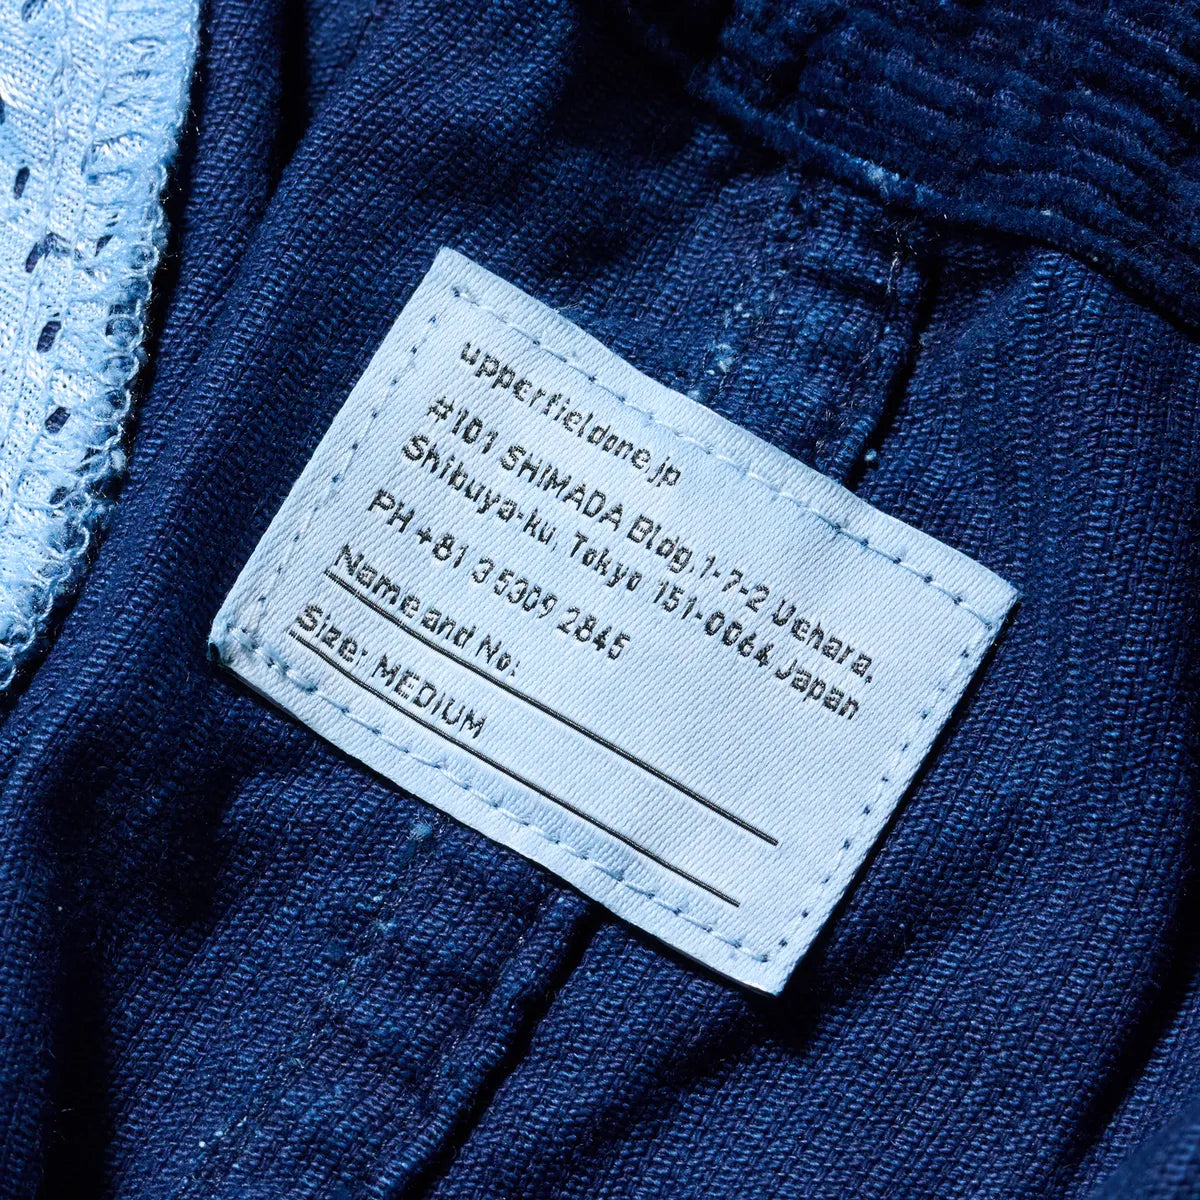 upperfieldone.jp
#101 SHIMADA Bldg.1-7-2 Uehara,
Shibuya-ku, Tokyo 151-0064 Japan
PH +81 3 5309 2845
Name and No:
Size: MEDIUM